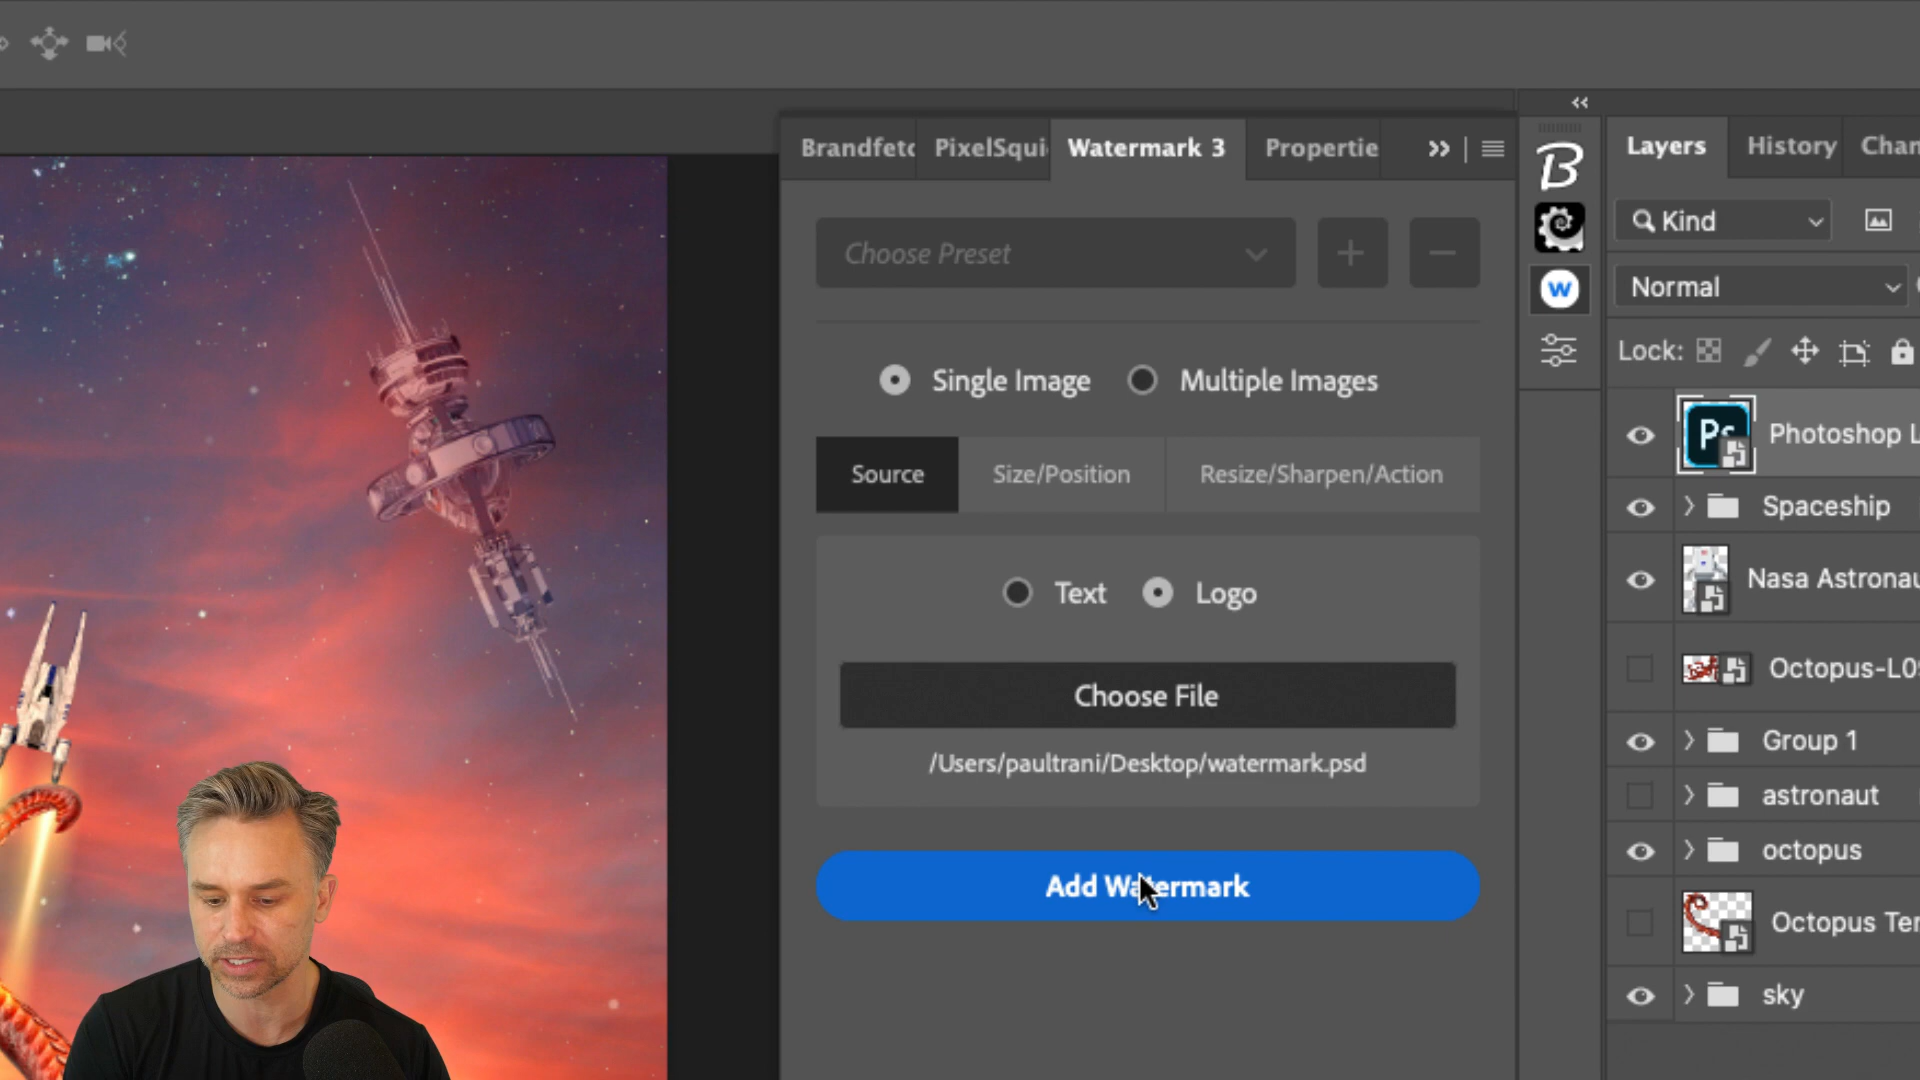 Brandfetc PixelSqui Watermark 3 Propertie
Choose Preset
Single Image Multiple Images
Source Size/Position Resize/Sharpen/Action
Text Logo
Choose File
/Users/paultrani/Desktop/watermark.psd
Add Watermark
B
w
Layers History Chan
Kind
Normal
Lock:
Ps Photoshop L
Spaceship
Nasa Astronau
Octopus-L0
Group 1
astronaut
octopus
Octopus Ter
sky